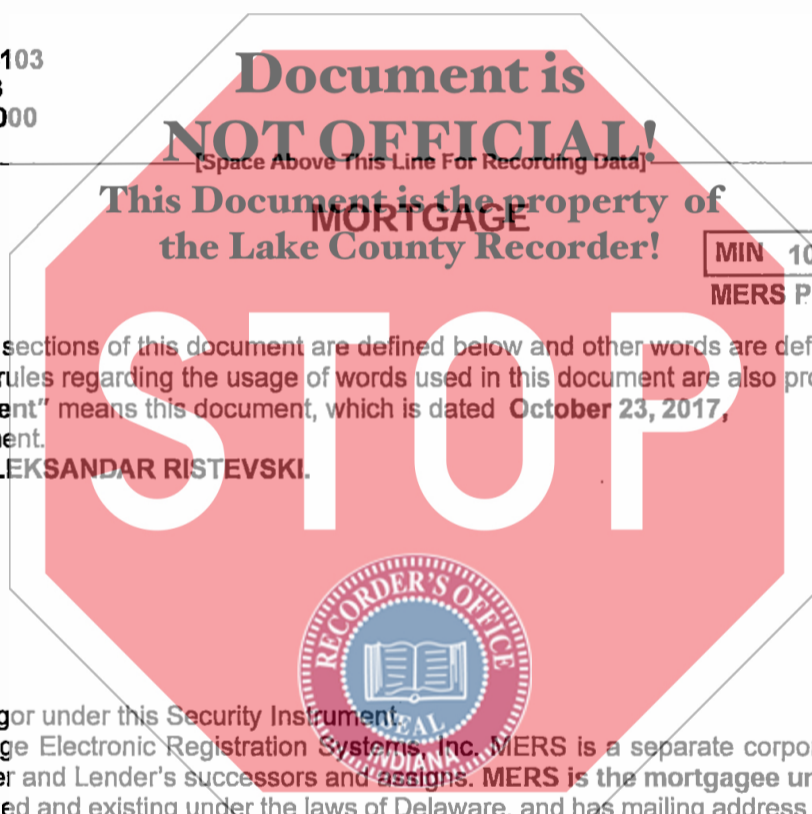 103
000
Document is
NOT OFFICIAL!
[Space Above This Line For Recording Data]
This Document is the property of
MORTGAGE
the Lake County Recorder!
MIN 10
MERS P
STOP
sections of this document are defined below and other words are def
rules regarding the usage of words used in this document are also pro
ent" means this document, which is dated October 23, 2017,
ent.
LEKSANDAR RISTEVSKI.
RECORDER'S OFFICE
SEAL
INDIANA
gor under this Security Instrument.
ge Electronic Registration Systems, Inc. MERS is a separate corpo
er and Lender's successors and assigns. MERS is the mortgagee un
ed and existing under the laws of Delaware, and has mailing address